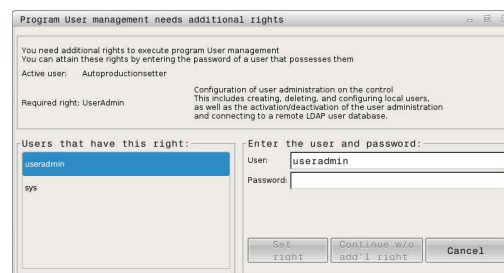 Program User management needs additional rights
You need additional rights to execute program User management
You can attain these rights by entering the password of a user that possesses them
Active user: Autoproductionsetter
Required right: UserAdmin
Configuration of user administration on the control
This includes creating, deleting, and configuring local users,
as well as the activation/deactivation of the user administration
and connecting to a remote LDAP user database.
Users that have this right:
useradmin
sys
Enter the user and password:
User: useradmin
Password:
Set right
Continue w/o add'l right
Cancel